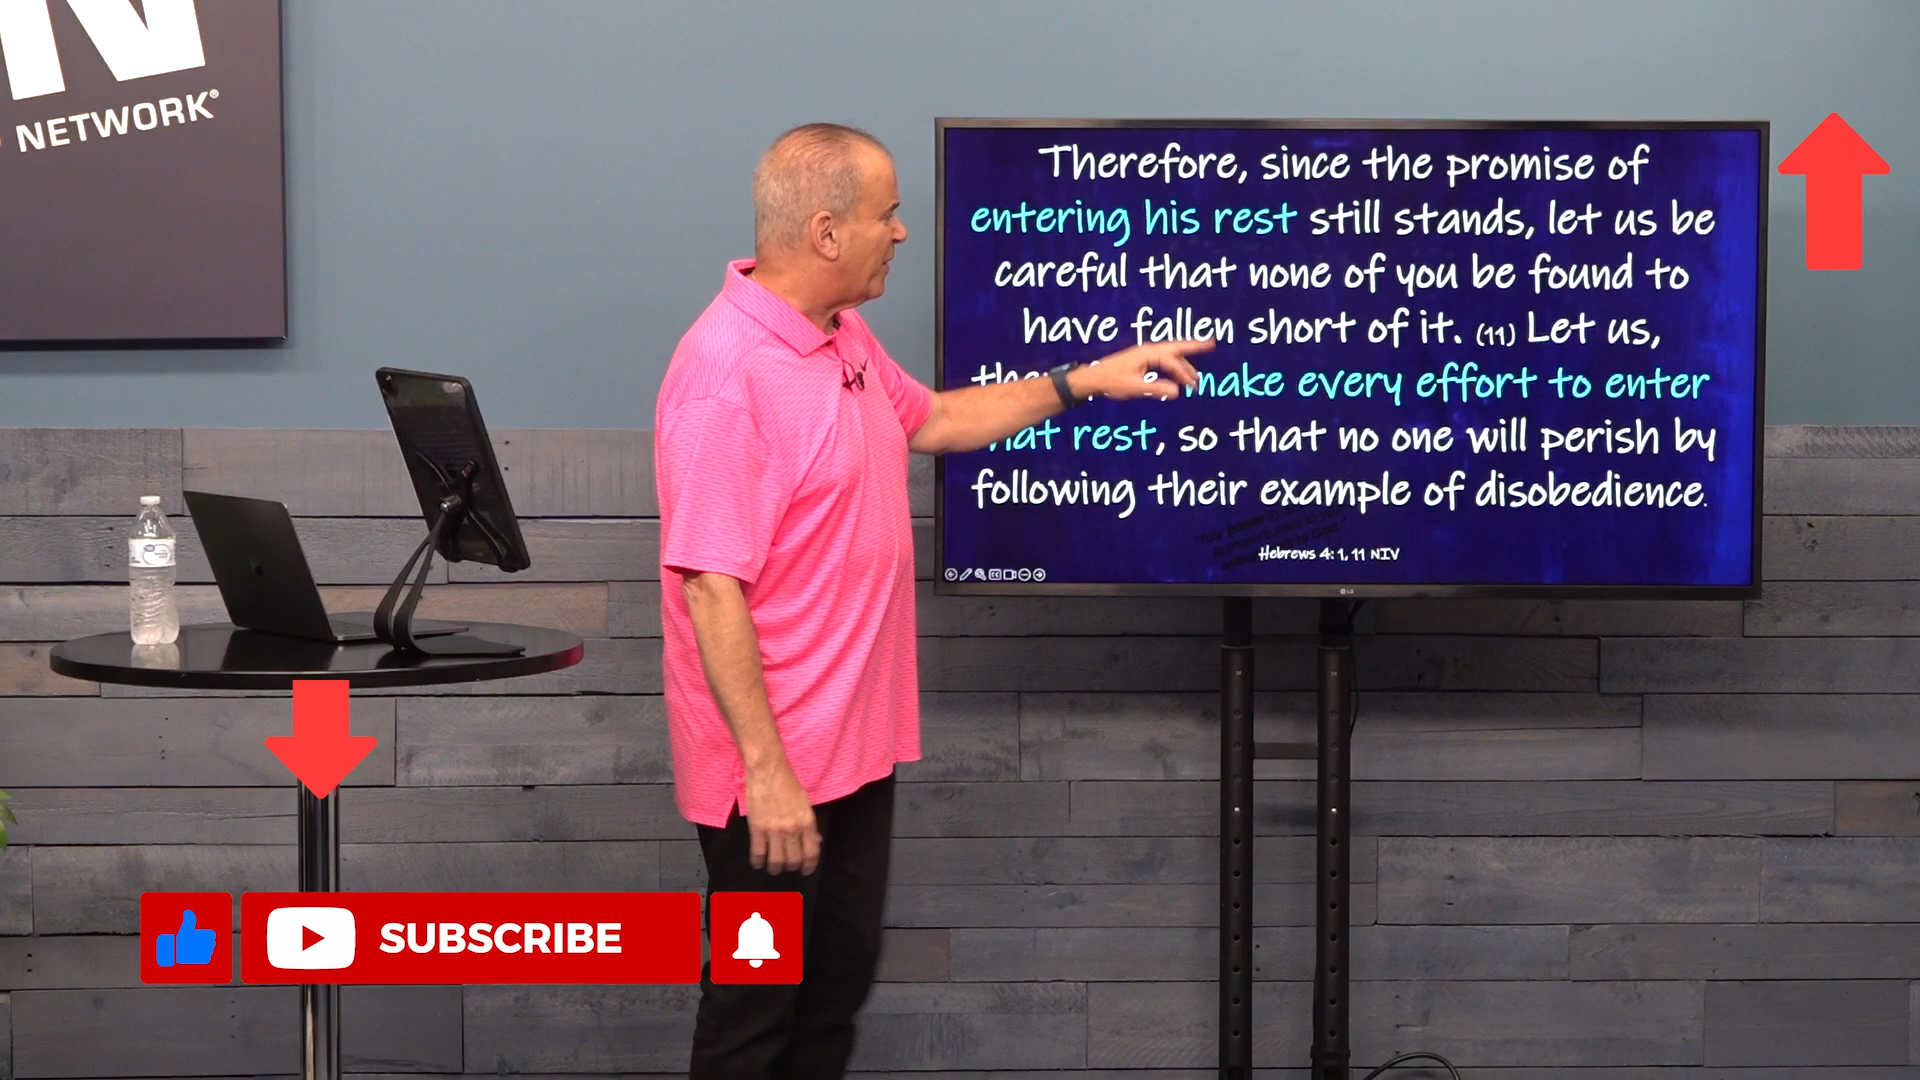 NETWORK®
Therefore, since the promise of
entering his rest still stands, let us be
careful that none of you be found to
have fallen short of it. (11) Let us,
make every effort to enter
rest, so that no one will perish by
following their example of disobedience.
Hebrews 4: 1, 11 NIV
LG
SUBSCRIBE